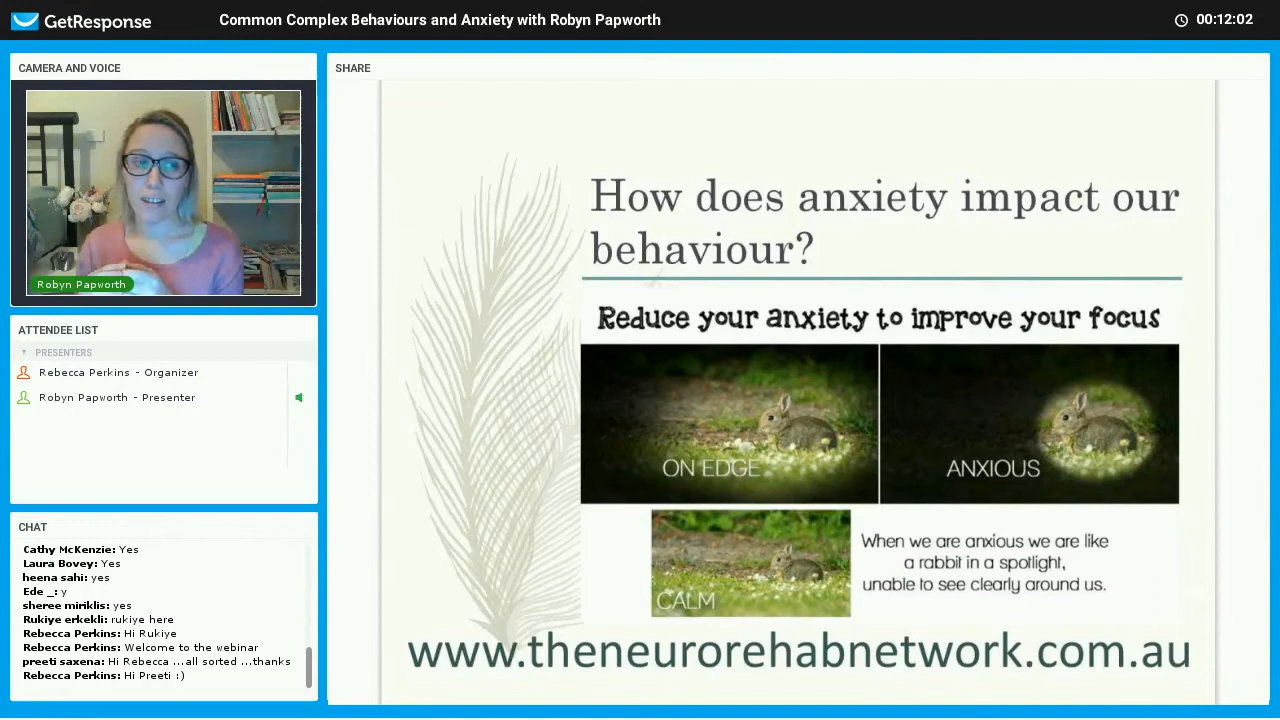 GetResponse
Common Complex Behaviours and Anxiety with Robyn Papworth
00:12:02
CAMERA AND VOICE
Robyn Papworth
ATTENDEE LIST
PRESENTERS
Rebecca Perkins - Organizer
Robyn Papworth - Presenter
CHAT
Cathy McKenzie: Yes
Laura Bovey: Yes
heena sahi: yes
Ede _: y
sheree miriklis: yes
Rukiye erkekli: rukiye here
Rebecca Perkins: Hi Rukiye
Rebecca Perkins: Welcome to the webinar
preeti saxena: Hi Rebecca ...all sorted ...thanks
Rebecca Perkins: Hi Preeti :)
SHARE
How does anxiety impact our
behaviour?
Reduce your anxiety to improve your focus
ON EDGE
ANXIOUS
CALM
When we are anxious we are like
a rabbit in a spotlight,
unable to see clearly around us.
www.theneurorehabnetwork.com.au